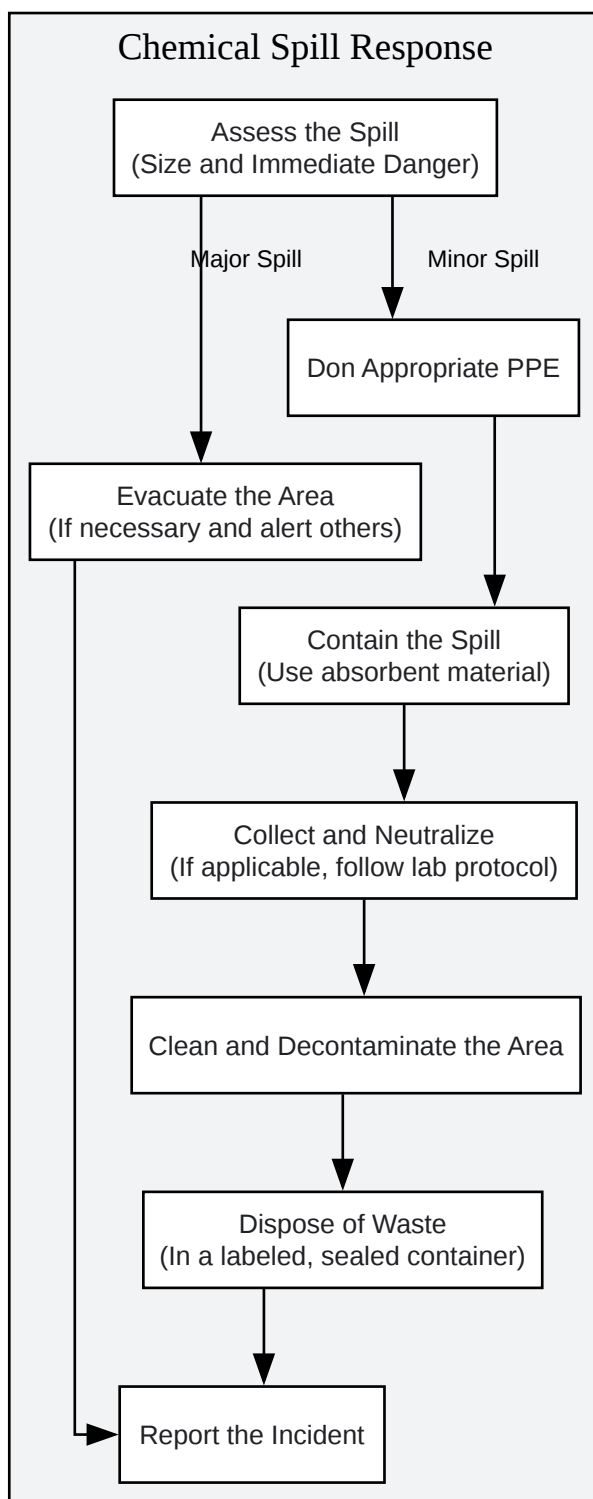 Chemical Spill Response
Assess the Spill
(Size and Immediate Danger)
Major Spill
Minor Spill
Don Appropriate PPE
Evacuate the Area
(If necessary and alert others)
Contain the Spill
(Use absorbent material)
Collect and Neutralize
(If applicable, follow lab protocol)
Clean and Decontaminate the Area
Dispose of Waste
(In a labeled, sealed container)
Report the Incident